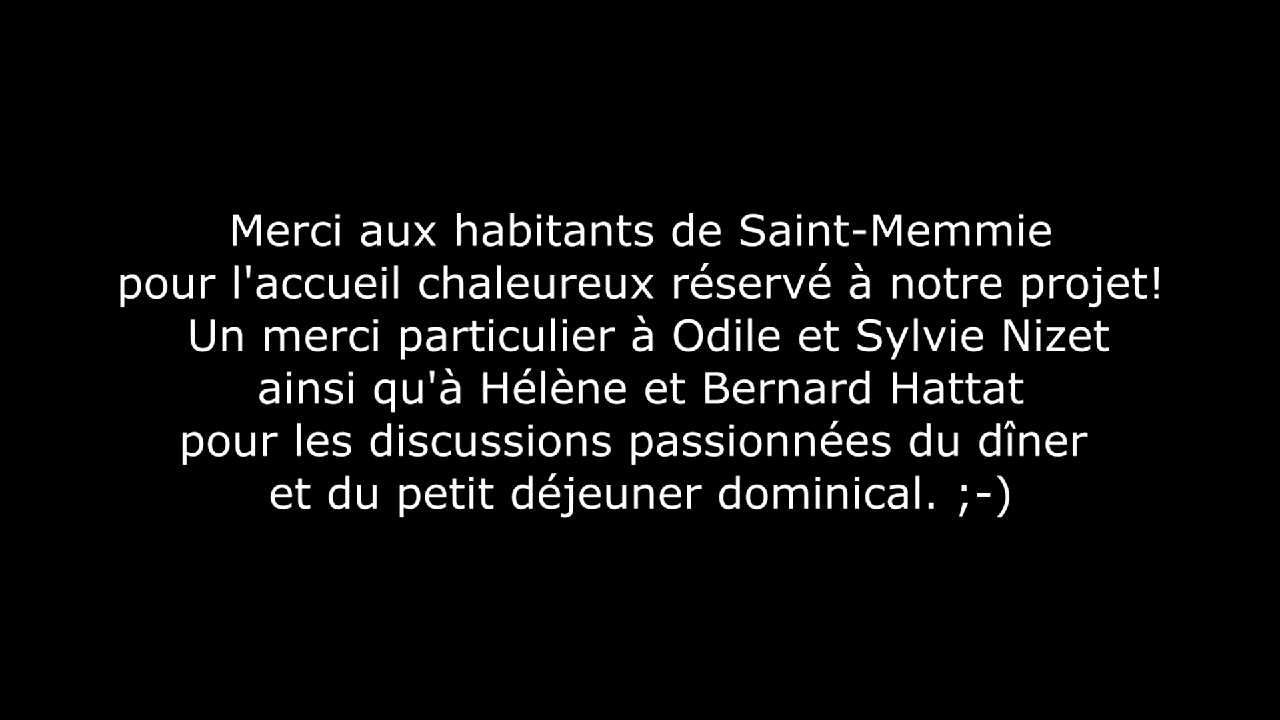 Merci aux habitants de Saint-Memmie
pour l'accueil chaleureux réservé à notre projet!
Un merci particulier à Odile et Sylvie Nizet
ainsi qu'à Hélène et Bernard Hattat
pour les discussions passionnées du dîner
et du petit déjeuner dominical. ;-)